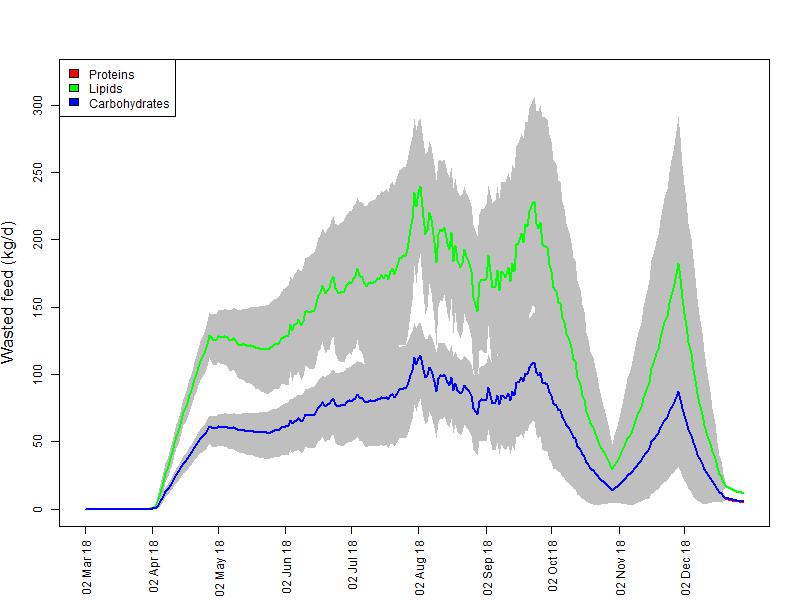 Proteins
Lipids
Carbohydrates
Wasted feed (kg/d)
300
250
200
150
100
50
0
02 Mar 18
02 Apr 18
02 May 18
02 Jun 18
02 Jul 18
02 Aug 18
02 Sep 18
02 Oct 18
02 Nov 18
02 Dec 18